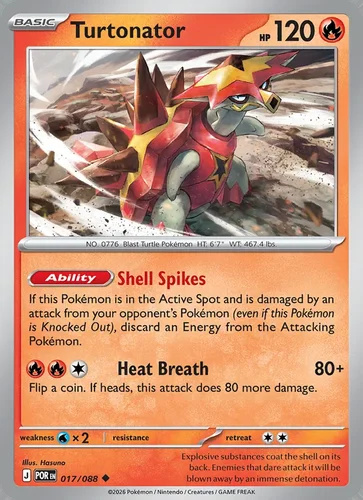 BASIC
Turtonator
HP 120
NO. 0776 Blast Turtle Pokémon HT: 6'7" WT: 467.4 lbs.
Ability Shell Spikes
If this Pokémon is in the Active Spot and is damaged by an
attack from your opponent's Pokémon (even if this Pokémon
is Knocked Out), discard an Energy from the Attacking
Pokémon.
Heat Breath 80+
Flip a coin. If heads, this attack does 80 more damage.
weakness ×2 resistance retreat
Illus. Hasuno
J POR EN 017/088
Explosive substances coat the shell on
its back. Enemies that dare attack it will
be blown away.
©2026 Pokémon / Nintendo / Creatures / GAME FREAK